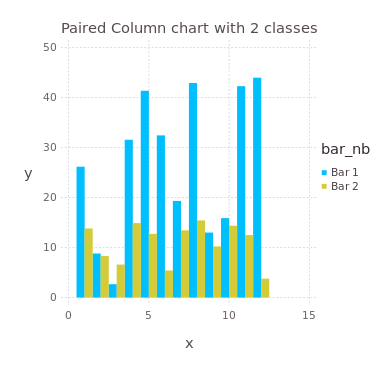 Paired Column chart with 2 classes
50
40
30
20
10
0
y
0 5 10 15
x
bar_nb
Bar 1
Bar 2